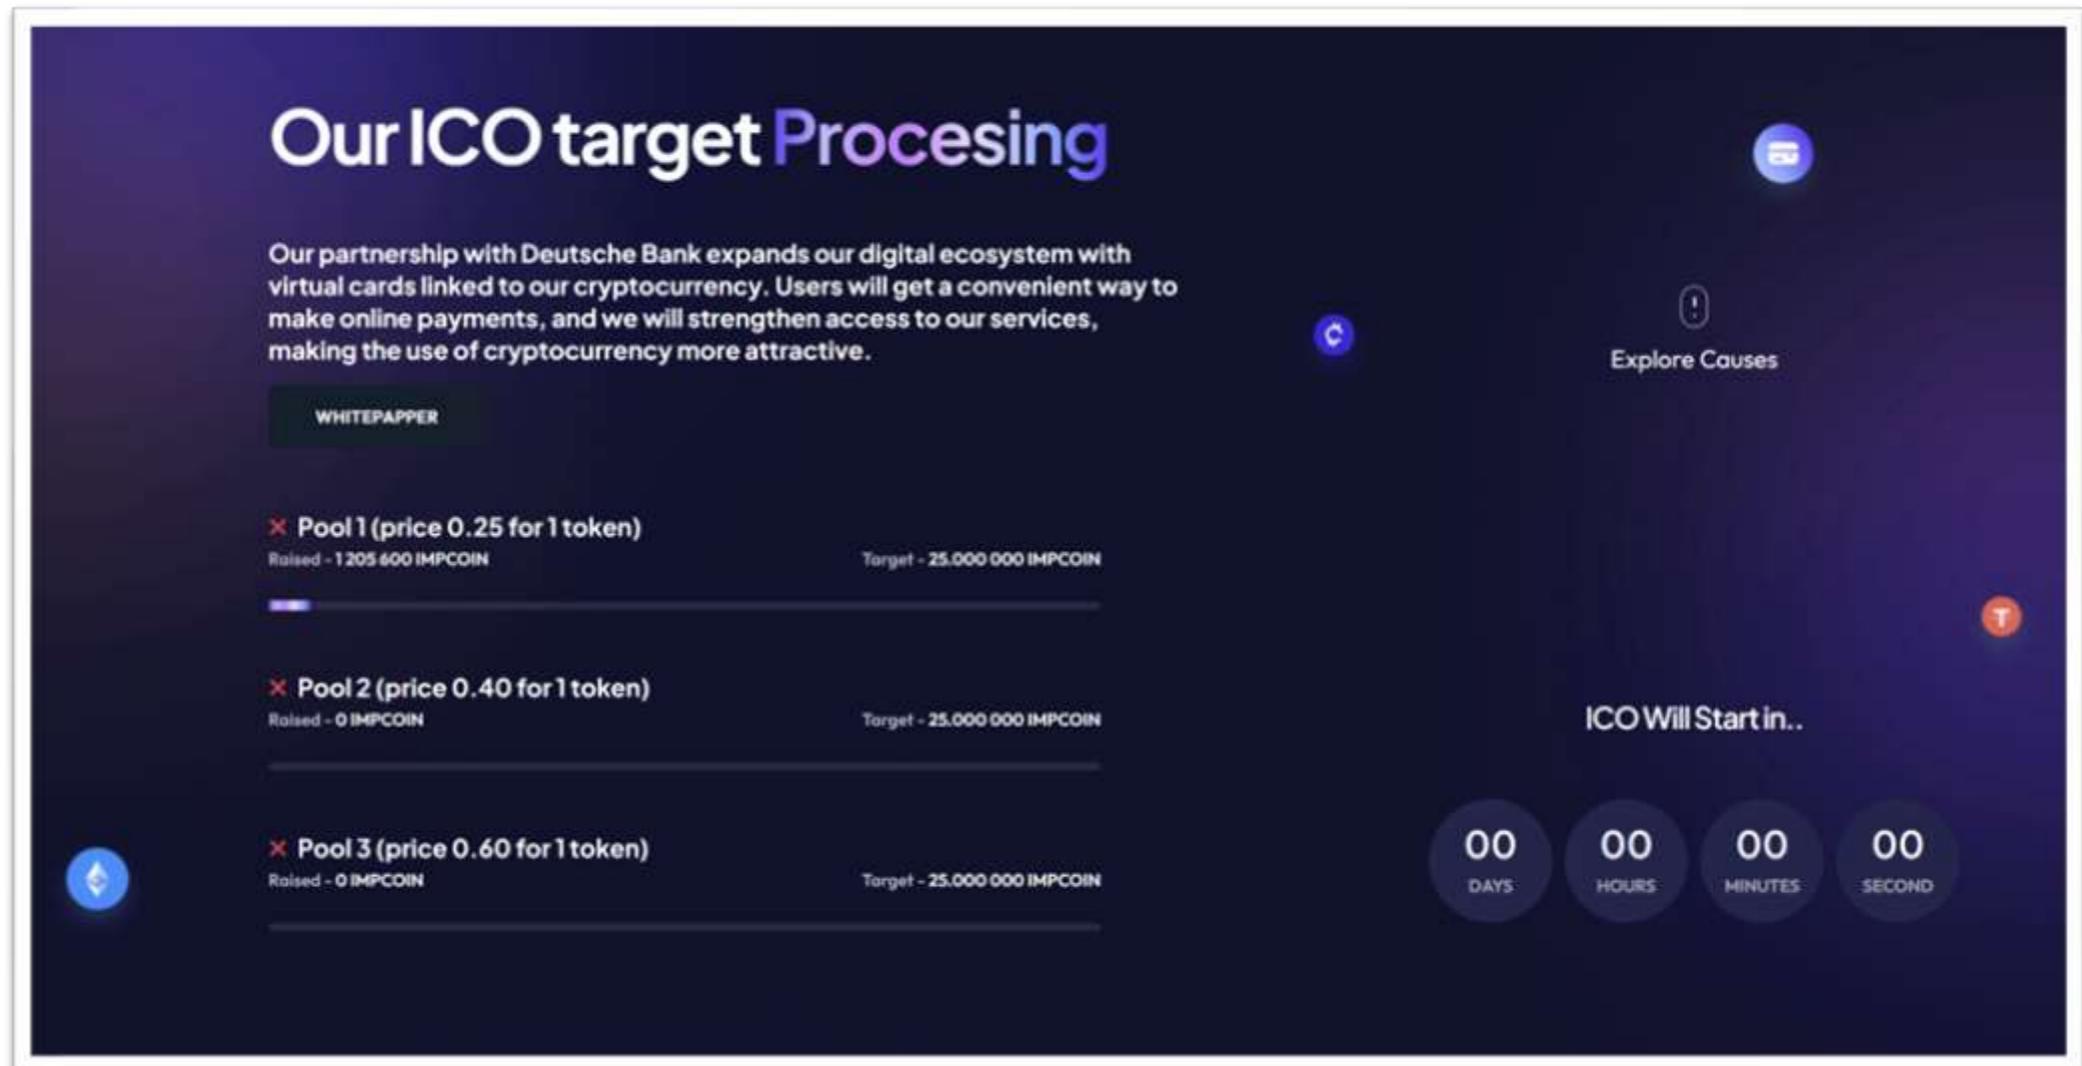 Our ICO target Procesing
Our partnership with Deutsche Bank expands our digital ecosystem with
virtual cards linked to our cryptocurrency. Users will get a convenient way to
make online payments, and we will strengthen access to our services,
making the use of cryptocurrency more attractive.
WHITEPAPPER
Explore Causes
Pool 1 (price 0.25 for 1 token)
Raised - 1 205 600 IMPCOIN
Target - 25.000 000 IMPCOIN
Pool 2 (price 0.40 for 1 token)
Raised - 0 IMPCOIN
Target - 25.000 000 IMPCOIN
Pool 3 (price 0.60 for 1 token)
Raised - 0 IMPCOIN
Target - 25.000 000 IMPCOIN
ICO Will Start in..
00 00 00 00
DAYS HOURS MINUTES SECOND